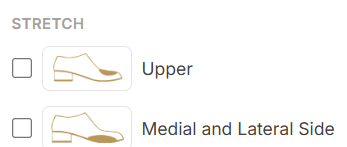 STRETCH
Upper
Medial and Lateral Side